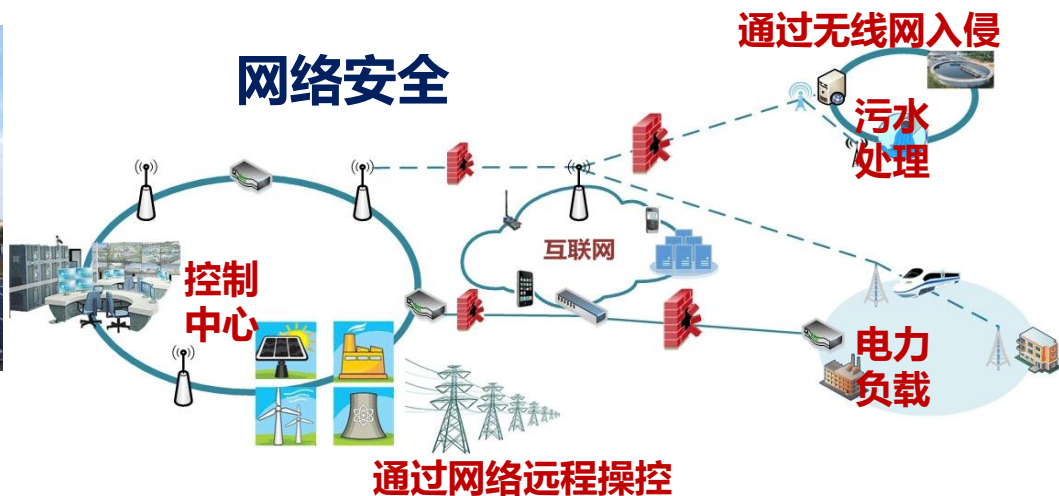 通过无线网入侵
网络安全
污水
处理
互联网
控制
中心
电力
负载
通过网络远程操控